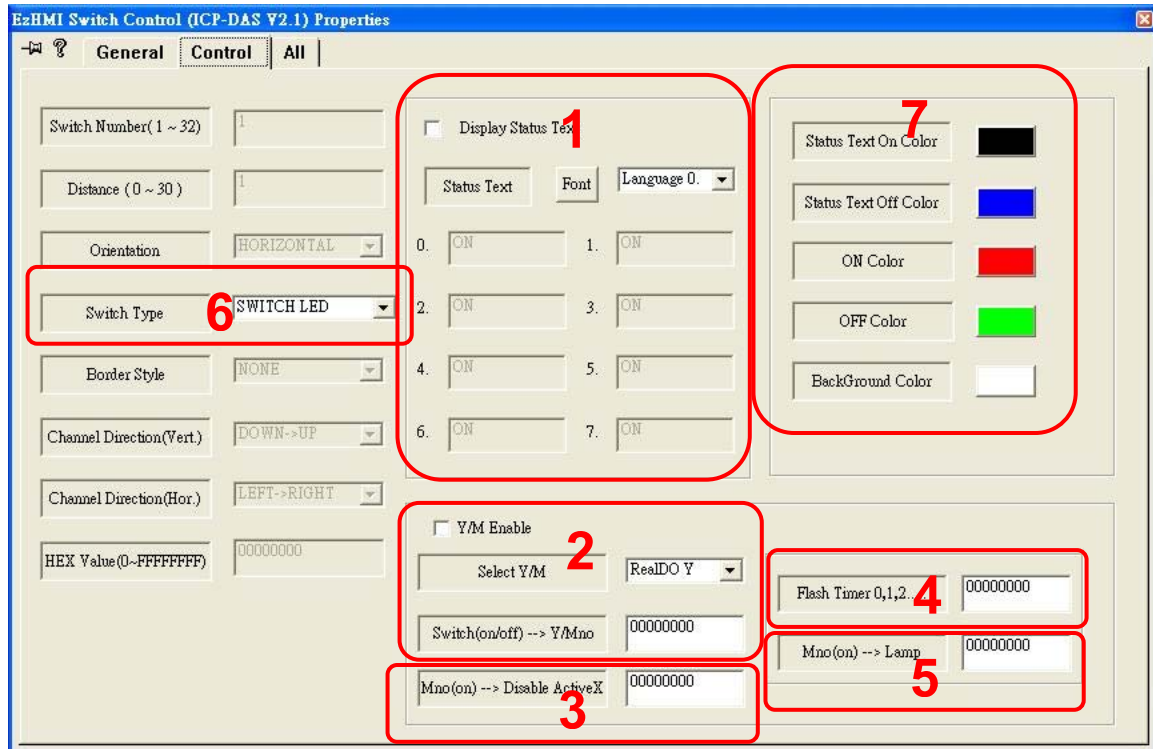 EzHMI Switch Control (ICP-DAS V2.1) Properties
General Control All
Switch Number( 1 ~ 32) 1
Distance ( 0 ~ 30 ) 1
Orientation HORIZONTAL
Switch Type 6 SWITCH LED
Border Style NONE
Channel Direction(Vert.) DOWN->UP
Channel Direction(Hor.) LEFT->RIGHT
HEX Value(0~FFFFFFFF) 00000000
1
Display Status Text
Status Text Font Language 0.
0. ON 1. ON
2. ON 3. ON
4. ON 5. ON
6. ON 7. ON
7
Status Text On Color
Status Text Off Color
ON Color
OFF Color
BackGround Color
Y/M Enable
2
Select Y/M RealDO Y
Switch(on/off) --> Y/Mno 00000000
Mno(on) --> Disable ActiveX 00000000
3
Flash Timer 0,1,2... 4 00000000
Mno(on) --> Lamp 00000000
5